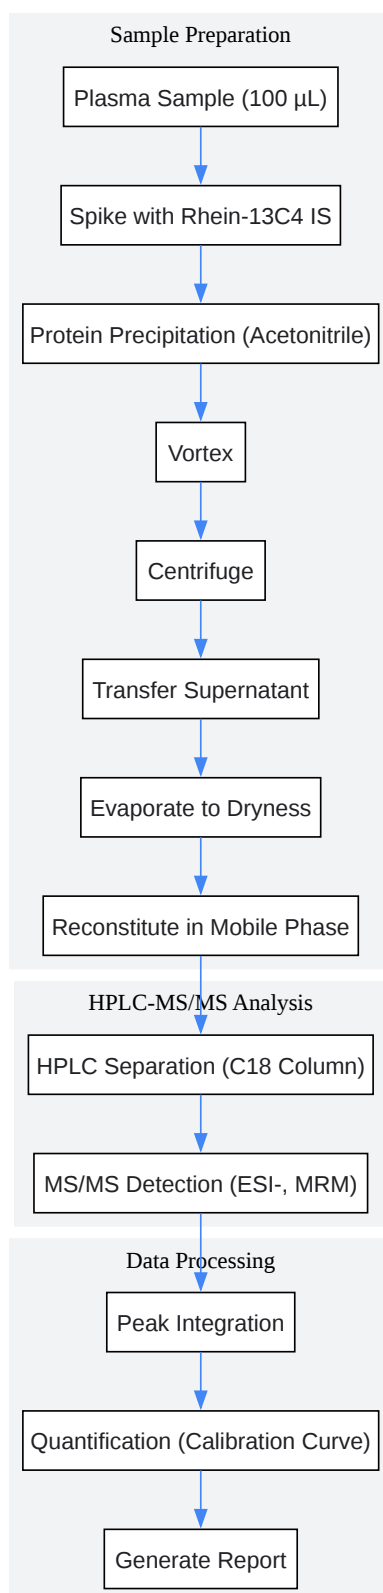 Sample Preparation
Plasma Sample (100 µL)
Spike with Rhein-13C4 IS
Protein Precipitation (Acetonitrile)
Vortex
Centrifuge
Transfer Supernatant
Evaporate to Dryness
Reconstitute in Mobile Phase
HPLC-MS/MS Analysis
HPLC Separation (C18 Column)
MS/MS Detection (ESI-, MRM)
Data Processing
Peak Integration
Quantification (Calibration Curve)
Generate Report